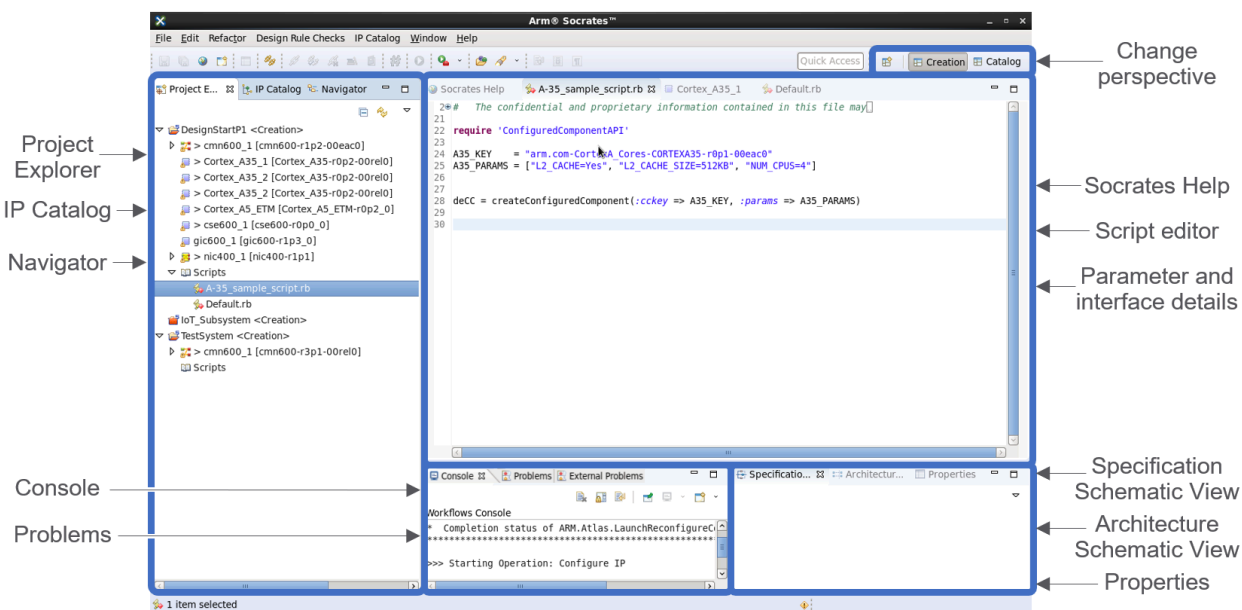 Arm® Socrates™
File Edit Refactor Design Rule Checks IP Catalog Window Help
Quick Access
Creation
Catalog
Change
perspective
Project
Explorer
IP Catalog
Navigator
Console
Problems
Project E...
IP Catalog
Navigator
DesignStartP1 <Creation>
> cmn600_1 [cmn600-r1p2-00eac0]
> Cortex_A35_1 [Cortex_A35-r0p2-00rel0]
> Cortex_A35_2 [Cortex_A35-r0p2-00rel0]
> Cortex_A35_2 [Cortex_A35-r0p2-00rel0]
> Cortex_A5_ETM [Cortex_A5_ETM-r0p2_0]
> cse600_1 [cse600-r0p0_0]
gic600_1 [gic600-r1p3_0]
> nic400_1 [nic400-r1p1]
Scripts
A-35_sample_script.rb
Default.rb
IoT_Subsystem <Creation>
TestSystem <Creation>
> cmn600_1 [cmn600-r3p1-00rel0]
Scripts
Socrates Help
A-35_sample_script.rb
Cortex_A35_1
Default.rb
2 # The confidential and proprietary information contained in this file may
21
22 require 'ConfiguredComponentAPI'
23
24 A35_KEY = "arm.com-CortexA_Cores-CORTEXA35-r0p1-00eac0"
25 A35_PARAMS = ["L2_CACHE=Yes", "L2_CACHE_SIZE=512KB", "NUM_CPUS=4"]
26
27
28 deCC = createConfiguredComponent(:cckey => A35_KEY, :params => A35_PARAMS)
29
30
Socrates Help
Script editor
Parameter and
interface details
Console
Problems
External Problems
Workflows Console
* Completion status of ARM.Atlas.LaunchReconfigureC
*****************************************************
>>> Starting Operation: Configure IP
Specificatio...
Architectur...
Properties
Specification
Schematic View
Architecture
Schematic View
Properties
1 item selected